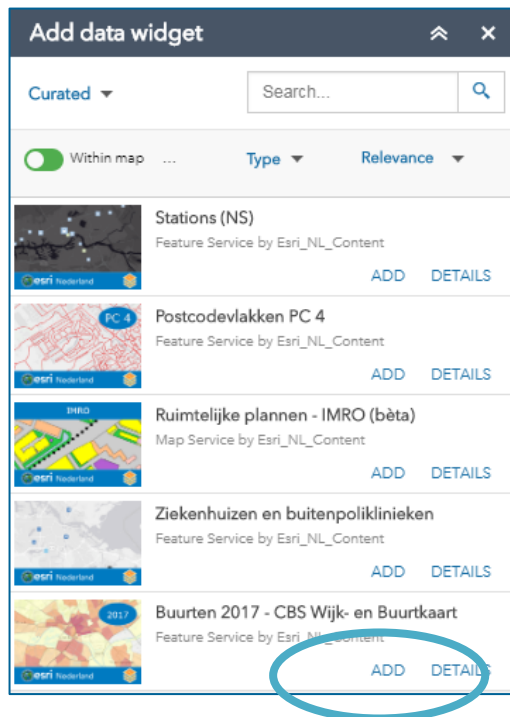 Add data widget
Curated
Search...
Within map ...
Type
Relevance
Stations (NS)
Feature Service by Esri_NL_Content
ADD DETAILS
esri Nederland
PC 4
Postcodevlakken PC 4
Feature Service by Esri_NL_Content
ADD DETAILS
esri Nederland
IMRO
Ruimtelijke plannen - IMRO (bèta)
Map Service by Esri_NL_Content
ADD DETAILS
esri Nederland
Ziekenhuizen en buitenpoliklinieken
Feature Service by Esri_NL_Content
ADD DETAILS
esri Nederland
2017
Buurten 2017 - CBS Wijk- en Buurtkaart
Feature Service by Esri_NL_Content
ADD DETAILS
esri Nederland